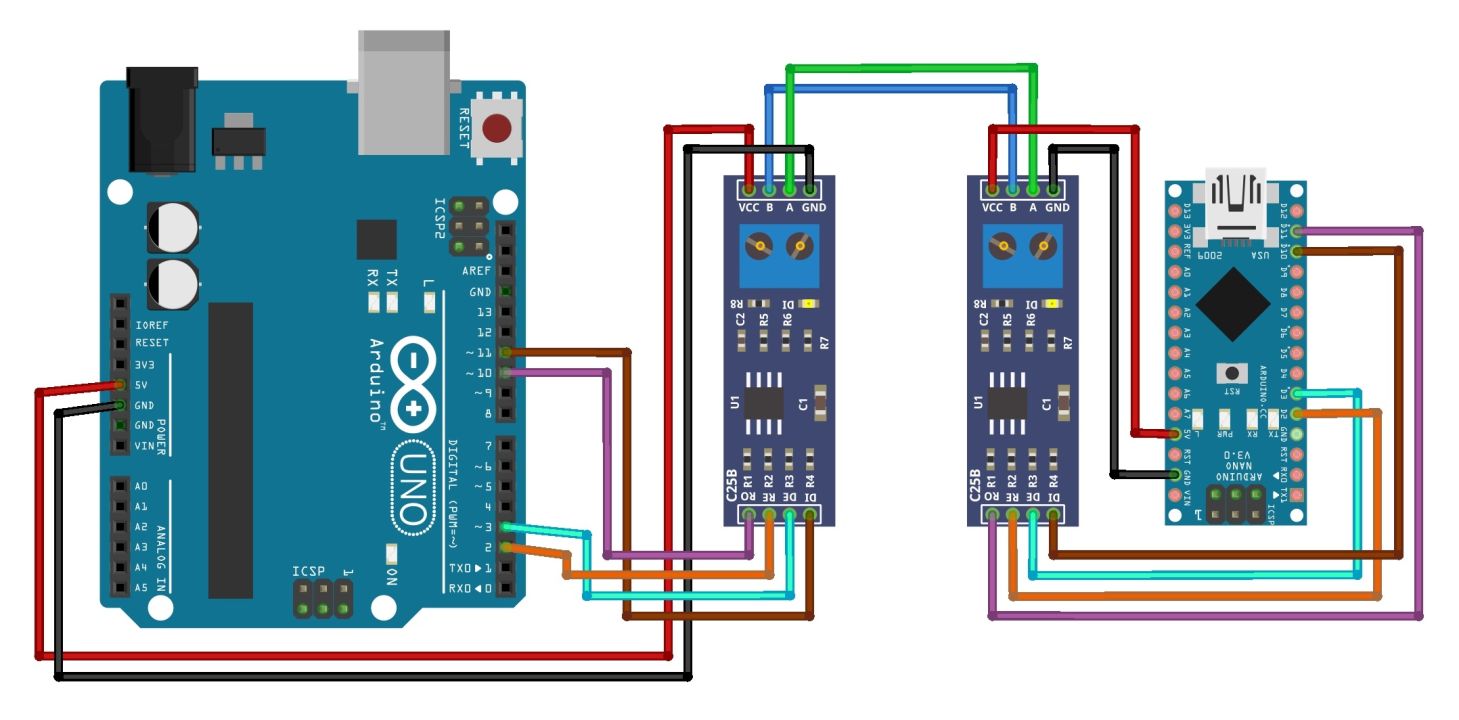 RESET
ICSP2
AREF
GND
13
12
~11
~10
~9
8
7
~6
~5
4
~3
2
TX0▶1
RX0◀0
DIGITAL (PWM=~)
TX
RX
L
Arduino™
UNO
ON
ICSP
1
IOREF
RESET
3V3
5V
GND
GND
VIN
POWER
A0
A1
A2
A3
A4
A5
ANALOG IN
VCC B A GND
R8
DI
C2
R5
R6
R7
U1
C1
C25B
R1
R2
R3
R4
RO RE DE DI
VCC B A GND
R8
DI
C2
R5
R6
R7
U1
C1
C25B
R1
R2
R3
R4
RO RE DE DI
D13
3V3
REF
A0
A1
A2
A3
A4
A5
A6
A7
5V
RST
GND
VIN
D12
D11
D10
D9
D8
D7
D6
D5
D4
D3
D2
GND
RST
RX0
TX1
2009
USA
ARDUINO.CC
RST
L
PWR
RX
TX
ARDUINO
NANO
V3.0
ICSP
1